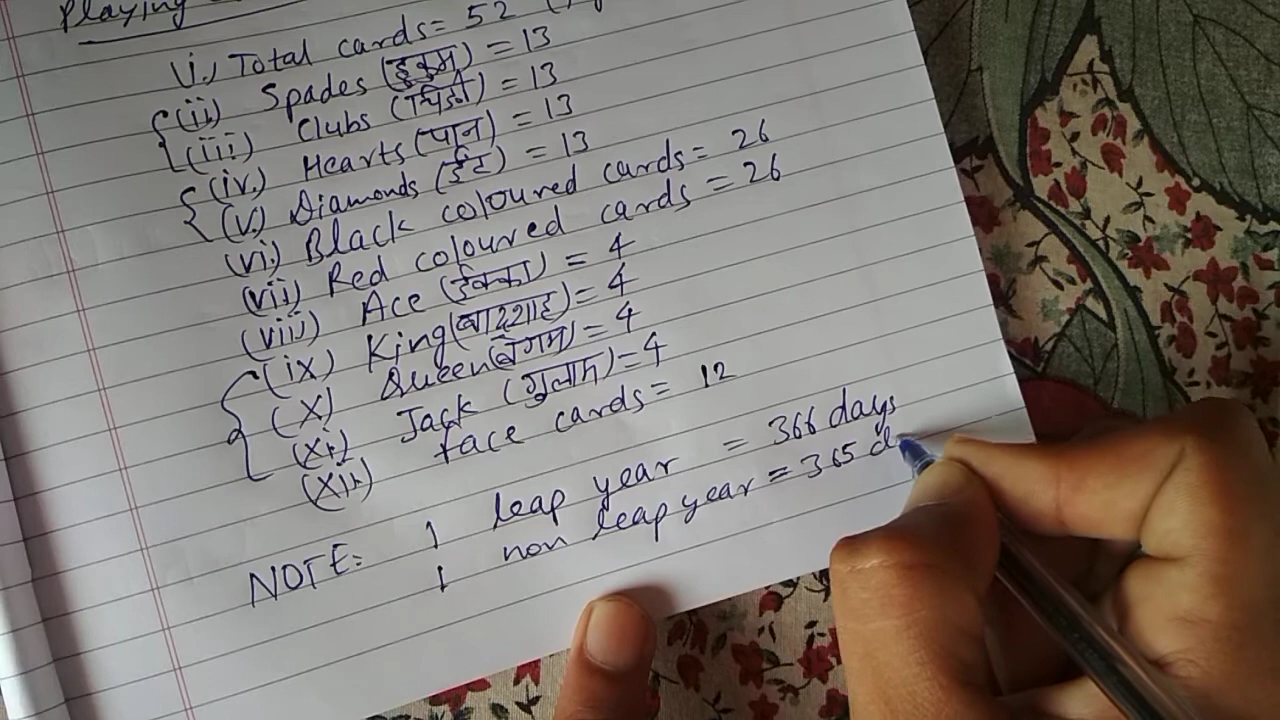 Playing
(i.) Total cards = 52
(ii) Spades (हुकुम) = 13
(iii) Clubs (चिड़ी) = 13
(iv.) Hearts (पान) = 13
(v.) Diamonds (ईंट) = 13
(vi.) Black coloured cards = 26
(vii) Red coloured cards = 26
(viii) Ace (ईक्का) = 4
(ix) King (बादशाह) = 4
(x) Queen (बेगम) = 4
(xi) Jack (गुलाम) = 4
(xii) face cards = 12
NOTE: 1 leap year = 366 days
1 non leap year = 365 d